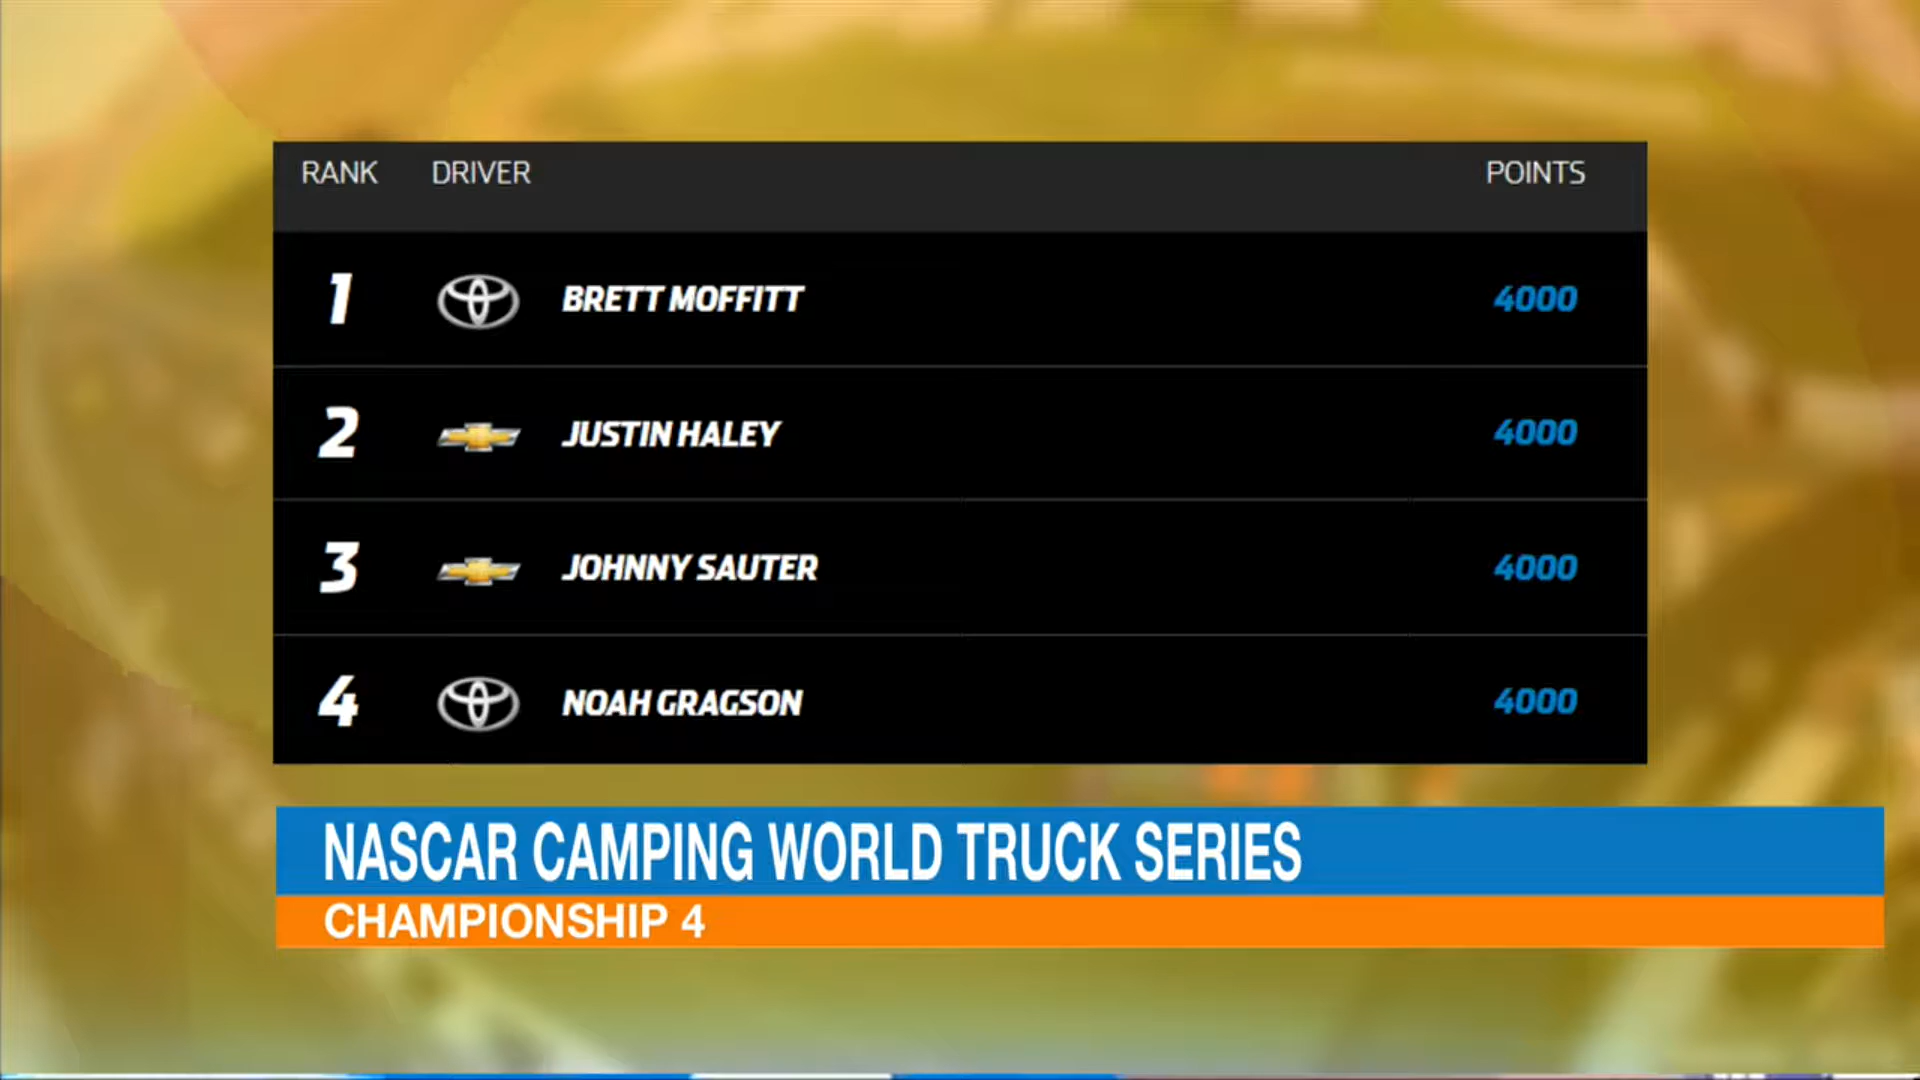 RANK DRIVER POINTS
1 BRETT MOFFITT 4000
2 JUSTIN HALEY 4000
3 JOHNNY SAUTER 4000
4 NOAH GRAGSON 4000
NASCAR CAMPING WORLD TRUCK SERIES
CHAMPIONSHIP 4